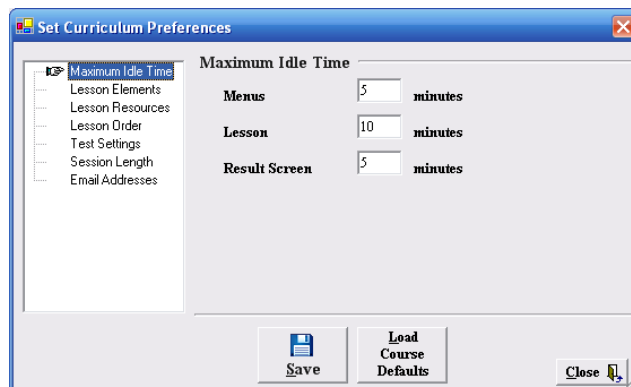 Set Curriculum Preferences
Maximum Idle Time
Lesson Elements
Lesson Resources
Lesson Order
Test Settings
Session Length
Email Addresses
Maximum Idle Time
Menus 5 minutes
Lesson 10 minutes
Result Screen 5 minutes
Save
Load
Course
Defaults
Close